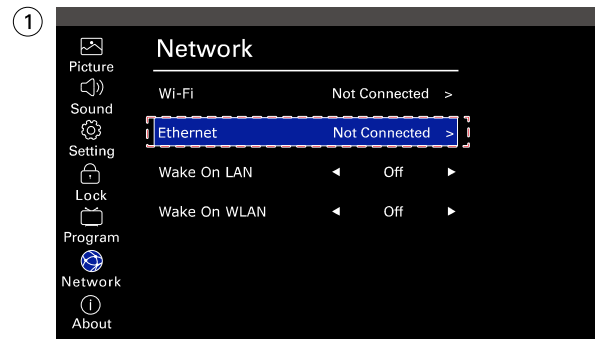 1
Picture
Sound
Setting
Lock
Program
Network
About
Network
Wi-Fi Not Connected >
Ethernet Not Connected >
Wake On LAN ◄ Off ►
Wake On WLAN ◄ Off ►